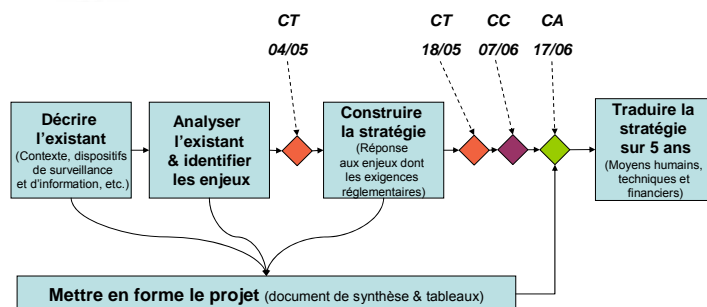 CT
04/05
CT
18/05
CC
07/06
CA
17/06
Décrire
l'existant
(Contexte, dispositifs
de surveillance
et d'information, etc.)
Analyser
l'existant
& identifier
les enjeux
Construire
la stratégie
(Réponse
aux enjeux dont
les exigences
réglementaires)
Traduire la
stratégie
sur 5 ans
(Moyens humains,
techniques et
financiers)
Mettre en forme le projet (document de synthèse & tableaux)